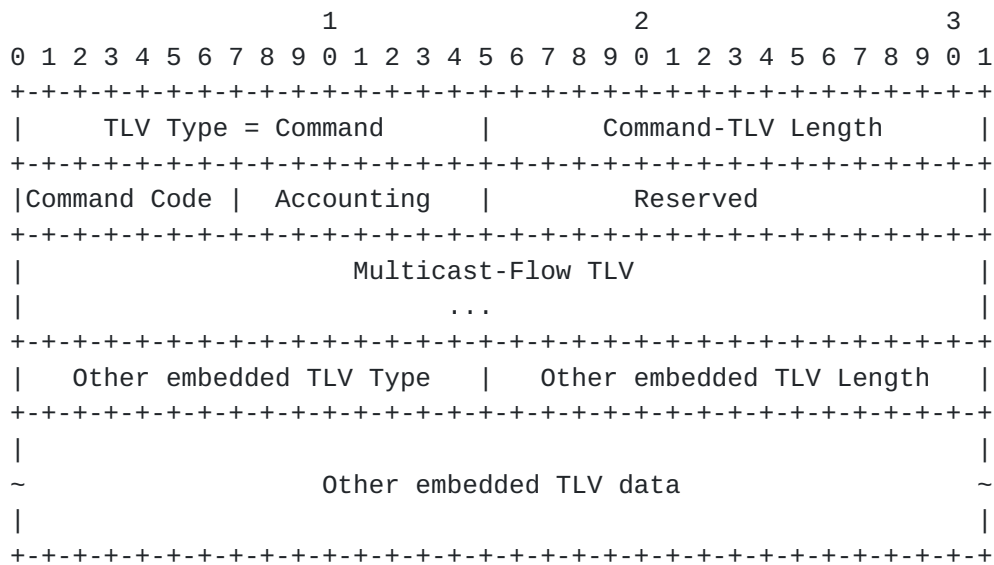 1                   2                   3
0 1 2 3 4 5 6 7 8 9 0 1 2 3 4 5 6 7 8 9 0 1 2 3 4 5 6 7 8 9 0 1
+-+-+-+-+-+-+-+-+-+-+-+-+-+-+-+-+-+-+-+-+-+-+-+-+-+-+-+-+-+-+-+
|     TLV Type = Command      |       Command-TLV Length      |
+-+-+-+-+-+-+-+-+-+-+-+-+-+-+-+-+-+-+-+-+-+-+-+-+-+-+-+-+-+-+-+
|Command Code |  Accounting   |         Reserved              |
+-+-+-+-+-+-+-+-+-+-+-+-+-+-+-+-+-+-+-+-+-+-+-+-+-+-+-+-+-+-+-+
|                     Multicast-Flow TLV                      |
|                           ...                               |
+-+-+-+-+-+-+-+-+-+-+-+-+-+-+-+-+-+-+-+-+-+-+-+-+-+-+-+-+-+-+-+
|   Other embedded TLV Type   |   Other embedded TLV Length   |
+-+-+-+-+-+-+-+-+-+-+-+-+-+-+-+-+-+-+-+-+-+-+-+-+-+-+-+-+-+-+-+
|                                                             |
~                   Other embedded TLV data                   ~
|                                                             |
+-+-+-+-+-+-+-+-+-+-+-+-+-+-+-+-+-+-+-+-+-+-+-+-+-+-+-+-+-+-+-+